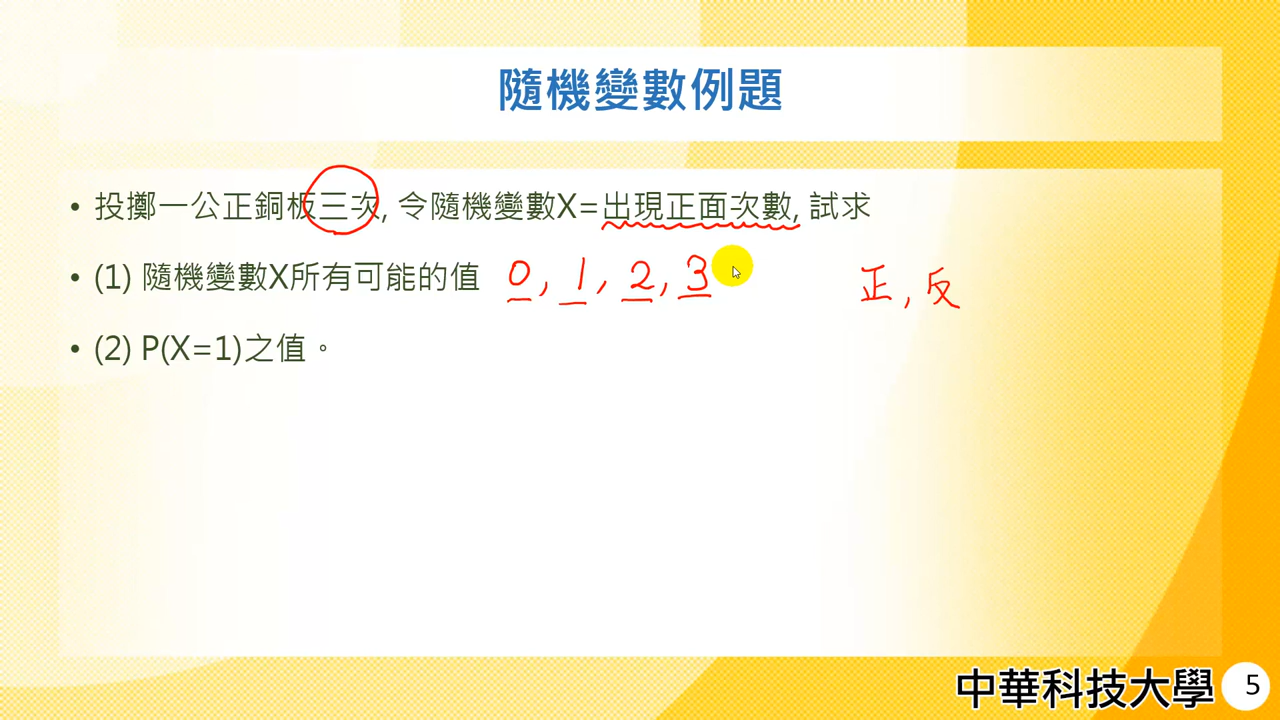 隨機變數例題
• 投擲一公正銅板三次, 令隨機變數X=出現正面次數, 試求
• (1) 隨機變數X所有可能的值 0, 1, 2, 3 正, 反
• (2) P(X=1)之值。
中華科技大學 5